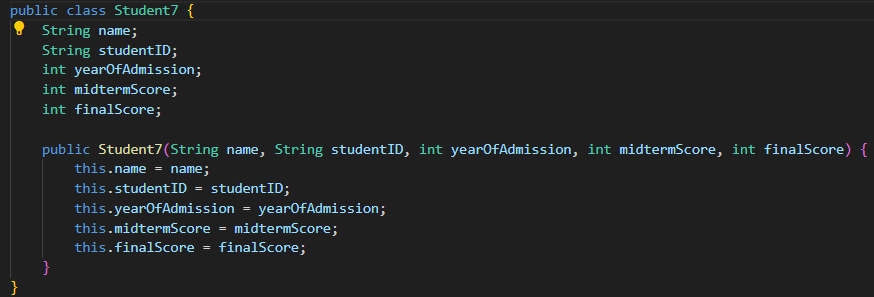 public class Student7 {
    String name;
    String studentID;
    int yearOfAdmission;
    int midtermScore;
    int finalScore;

    public Student7(String name, String studentID, int yearOfAdmission, int midtermScore, int finalScore) {
        this.name = name;
        this.studentID = studentID;
        this.yearOfAdmission = yearOfAdmission;
        this.midtermScore = midtermScore;
        this.finalScore = finalScore;
    }
}